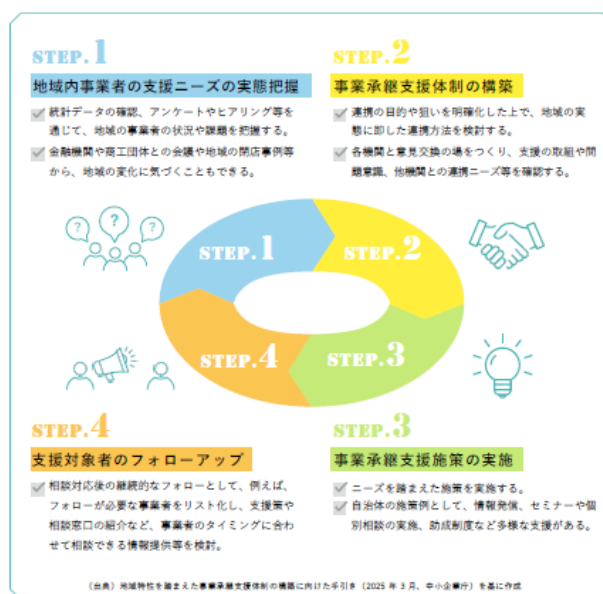 STEP.1
地域内事業者の支援ニーズの実態把握
統計データの確認、アンケートやヒアリング等を
通じて、地域の事業者の状況や課題を把握する。
金融機関や商工団体との会議や地域の閉店事例等
から、地域の変化に気づくこともできる。
STEP.2
事業承継支援体制の構築
連携の目的や狙いを明確化した上で、地域の実
態に即した連携方法を検討する。
各機関と意見交換の場をつくり、支援の取組や問
題意識、他機関との連携ニーズ等を確認する。
? ? ?
STEP.1
STEP.2
STEP.4
STEP.3
STEP.4
支援対象者のフォローアップ
相談対応後の継続的なフォローとして、例えば、
フォローが必要な事業者をリスト化し、支援策や
相談窓口の紹介など、事業者のタイミングに合わ
せて相談できる情報提供等を検討。
STEP.3
事業承継支援施策の実施
ニーズを踏まえた施策を実施する。
自治体の施策例として、情報発信、セミナーや個
別相談の実施、助成制度など多様な支援がある。
（出典）地域特性を踏まえた事業承継支援体制の構築に向けた手引き（2025 年 3 月、中小企業庁）を基に作成